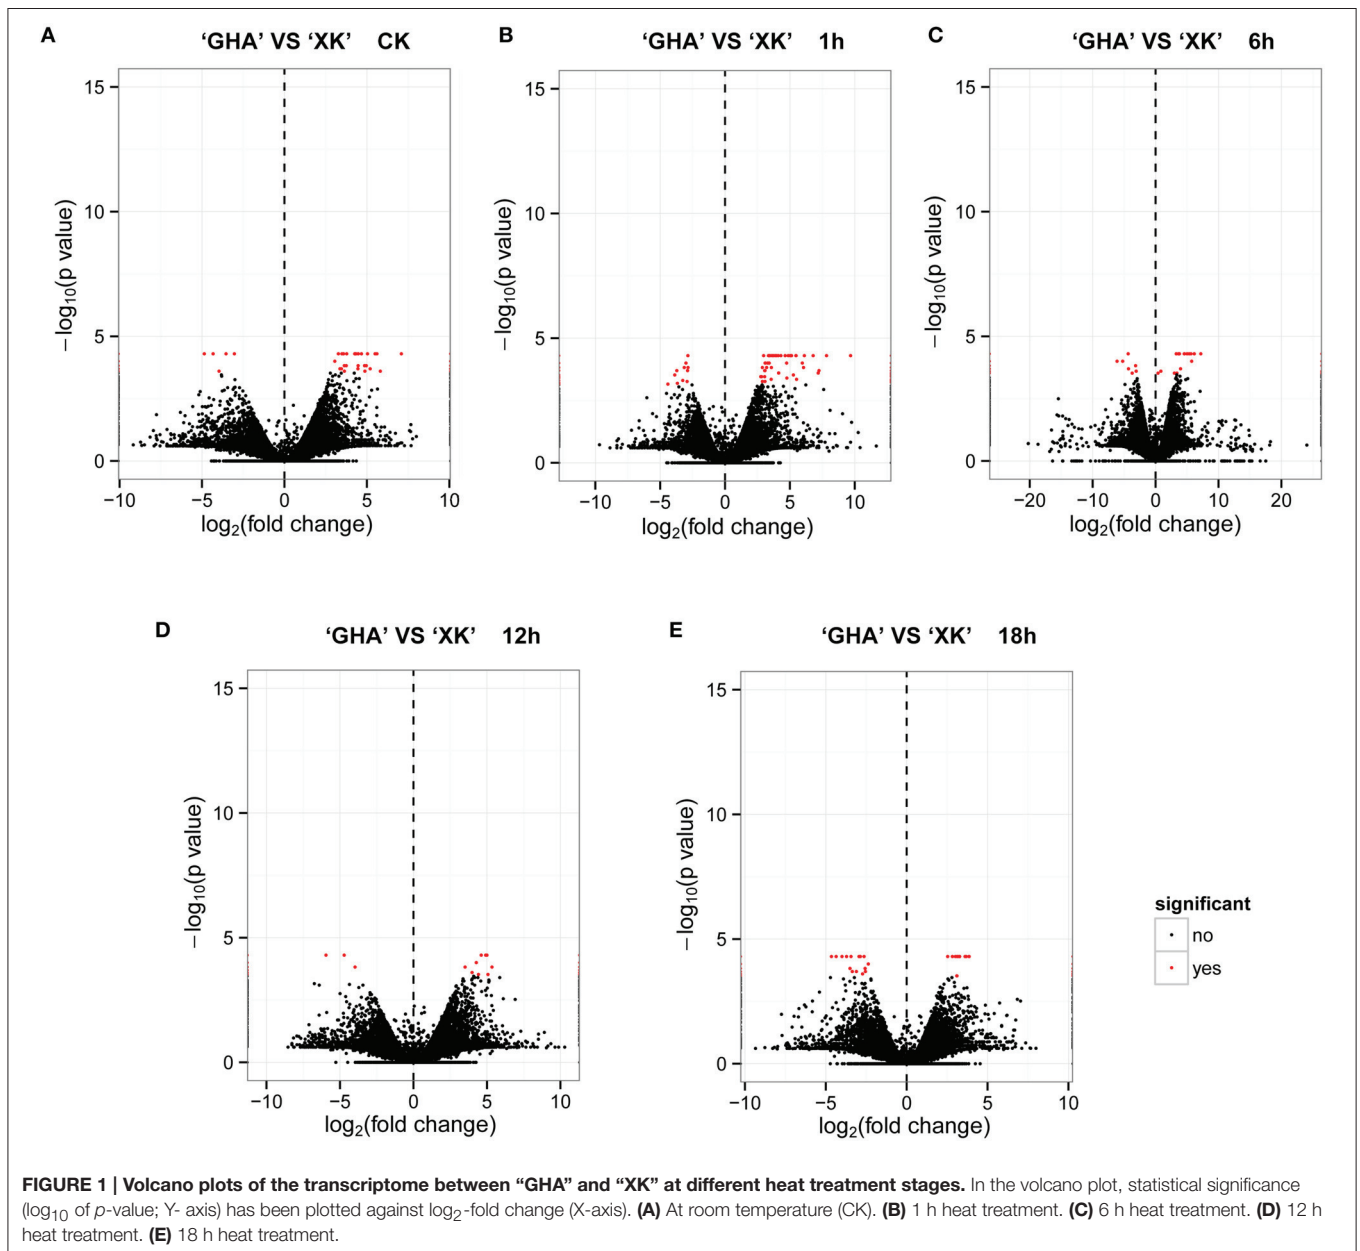 A
'GHA' VS 'XK' CK
15
10
5
0
−log10(p value)
−10 −5 0 5 10
log2(fold change)
B
'GHA' VS 'XK' 1h
15
10
5
0
−log10(p value)
−10 −5 0 5 10
log2(fold change)
C
'GHA' VS 'XK' 6h
15
10
5
0
−log10(p value)
−20 −10 0 10 20
log2(fold change)
D
'GHA' VS 'XK' 12h
15
10
5
0
−log10(p value)
−10 −5 0 5 10
log2(fold change)
E
'GHA' VS 'XK' 18h
15
10
5
0
−log10(p value)
−10 −5 0 5 10
log2(fold change)
significant
no
yes
FIGURE 1 | Volcano plots of the transcriptome between “GHA” and “XK” at different heat treatment stages. In the volcano plot, statistical significance
(log10 of p-value; Y- axis) has been plotted against log2-fold change (X-axis). (A) At room temperature (CK). (B) 1 h heat treatment. (C) 6 h heat treatment. (D) 12 h
heat treatment. (E) 18 h heat treatment.